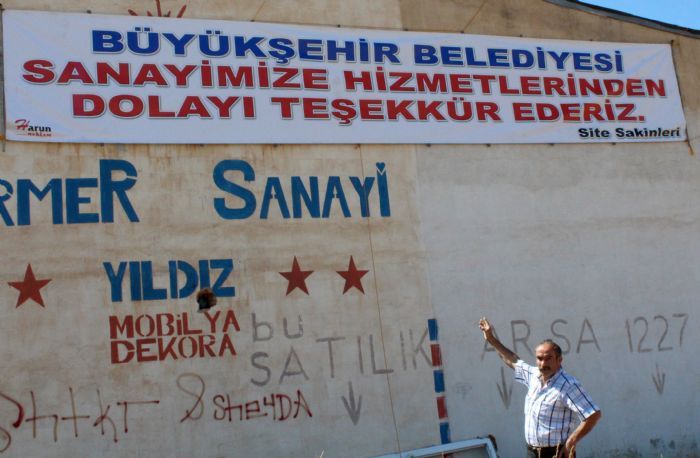 BÜYÜKŞEHİR BELEDİYESİ
SANAYİMİZE HİZMETLERİNDEN
DOLAYI TEŞEKKÜR EDERİZ.
Harun
reklam
Site Sakinleri
RMER SANAYİ
YILDIZ
MOBİLYA
DEKORA
bu
SATILIK ARSA 1227
SheyDA